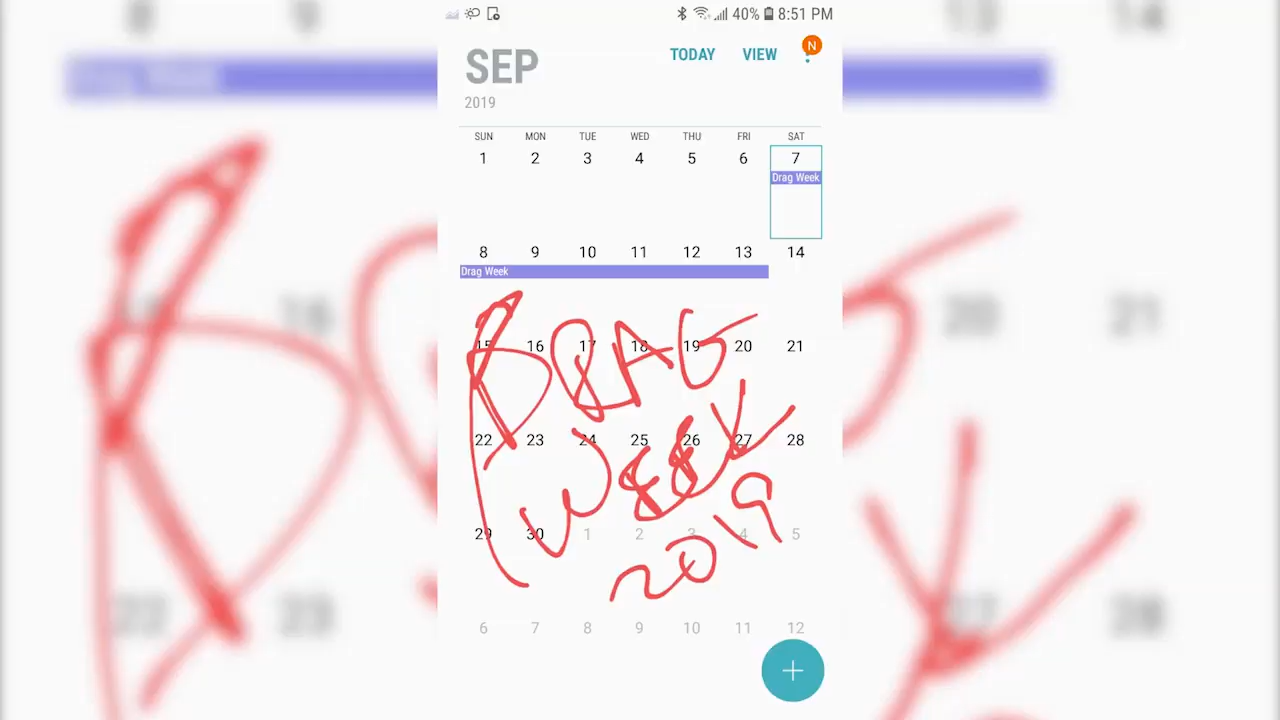 40% 8:51 PM
SEP
TODAY VIEW N
2019
SUN MON TUE WED THU FRI SAT
1 2 3 4 5 6 7
Drag Week
8 9 10 11 12 13 14
Drag Week
15 16 17 18 19 20 21
DRAG
22 23 24 25 26 27 28
WEEK
29 30 1 2 3 4 5
2019
6 7 8 9 10 11 12